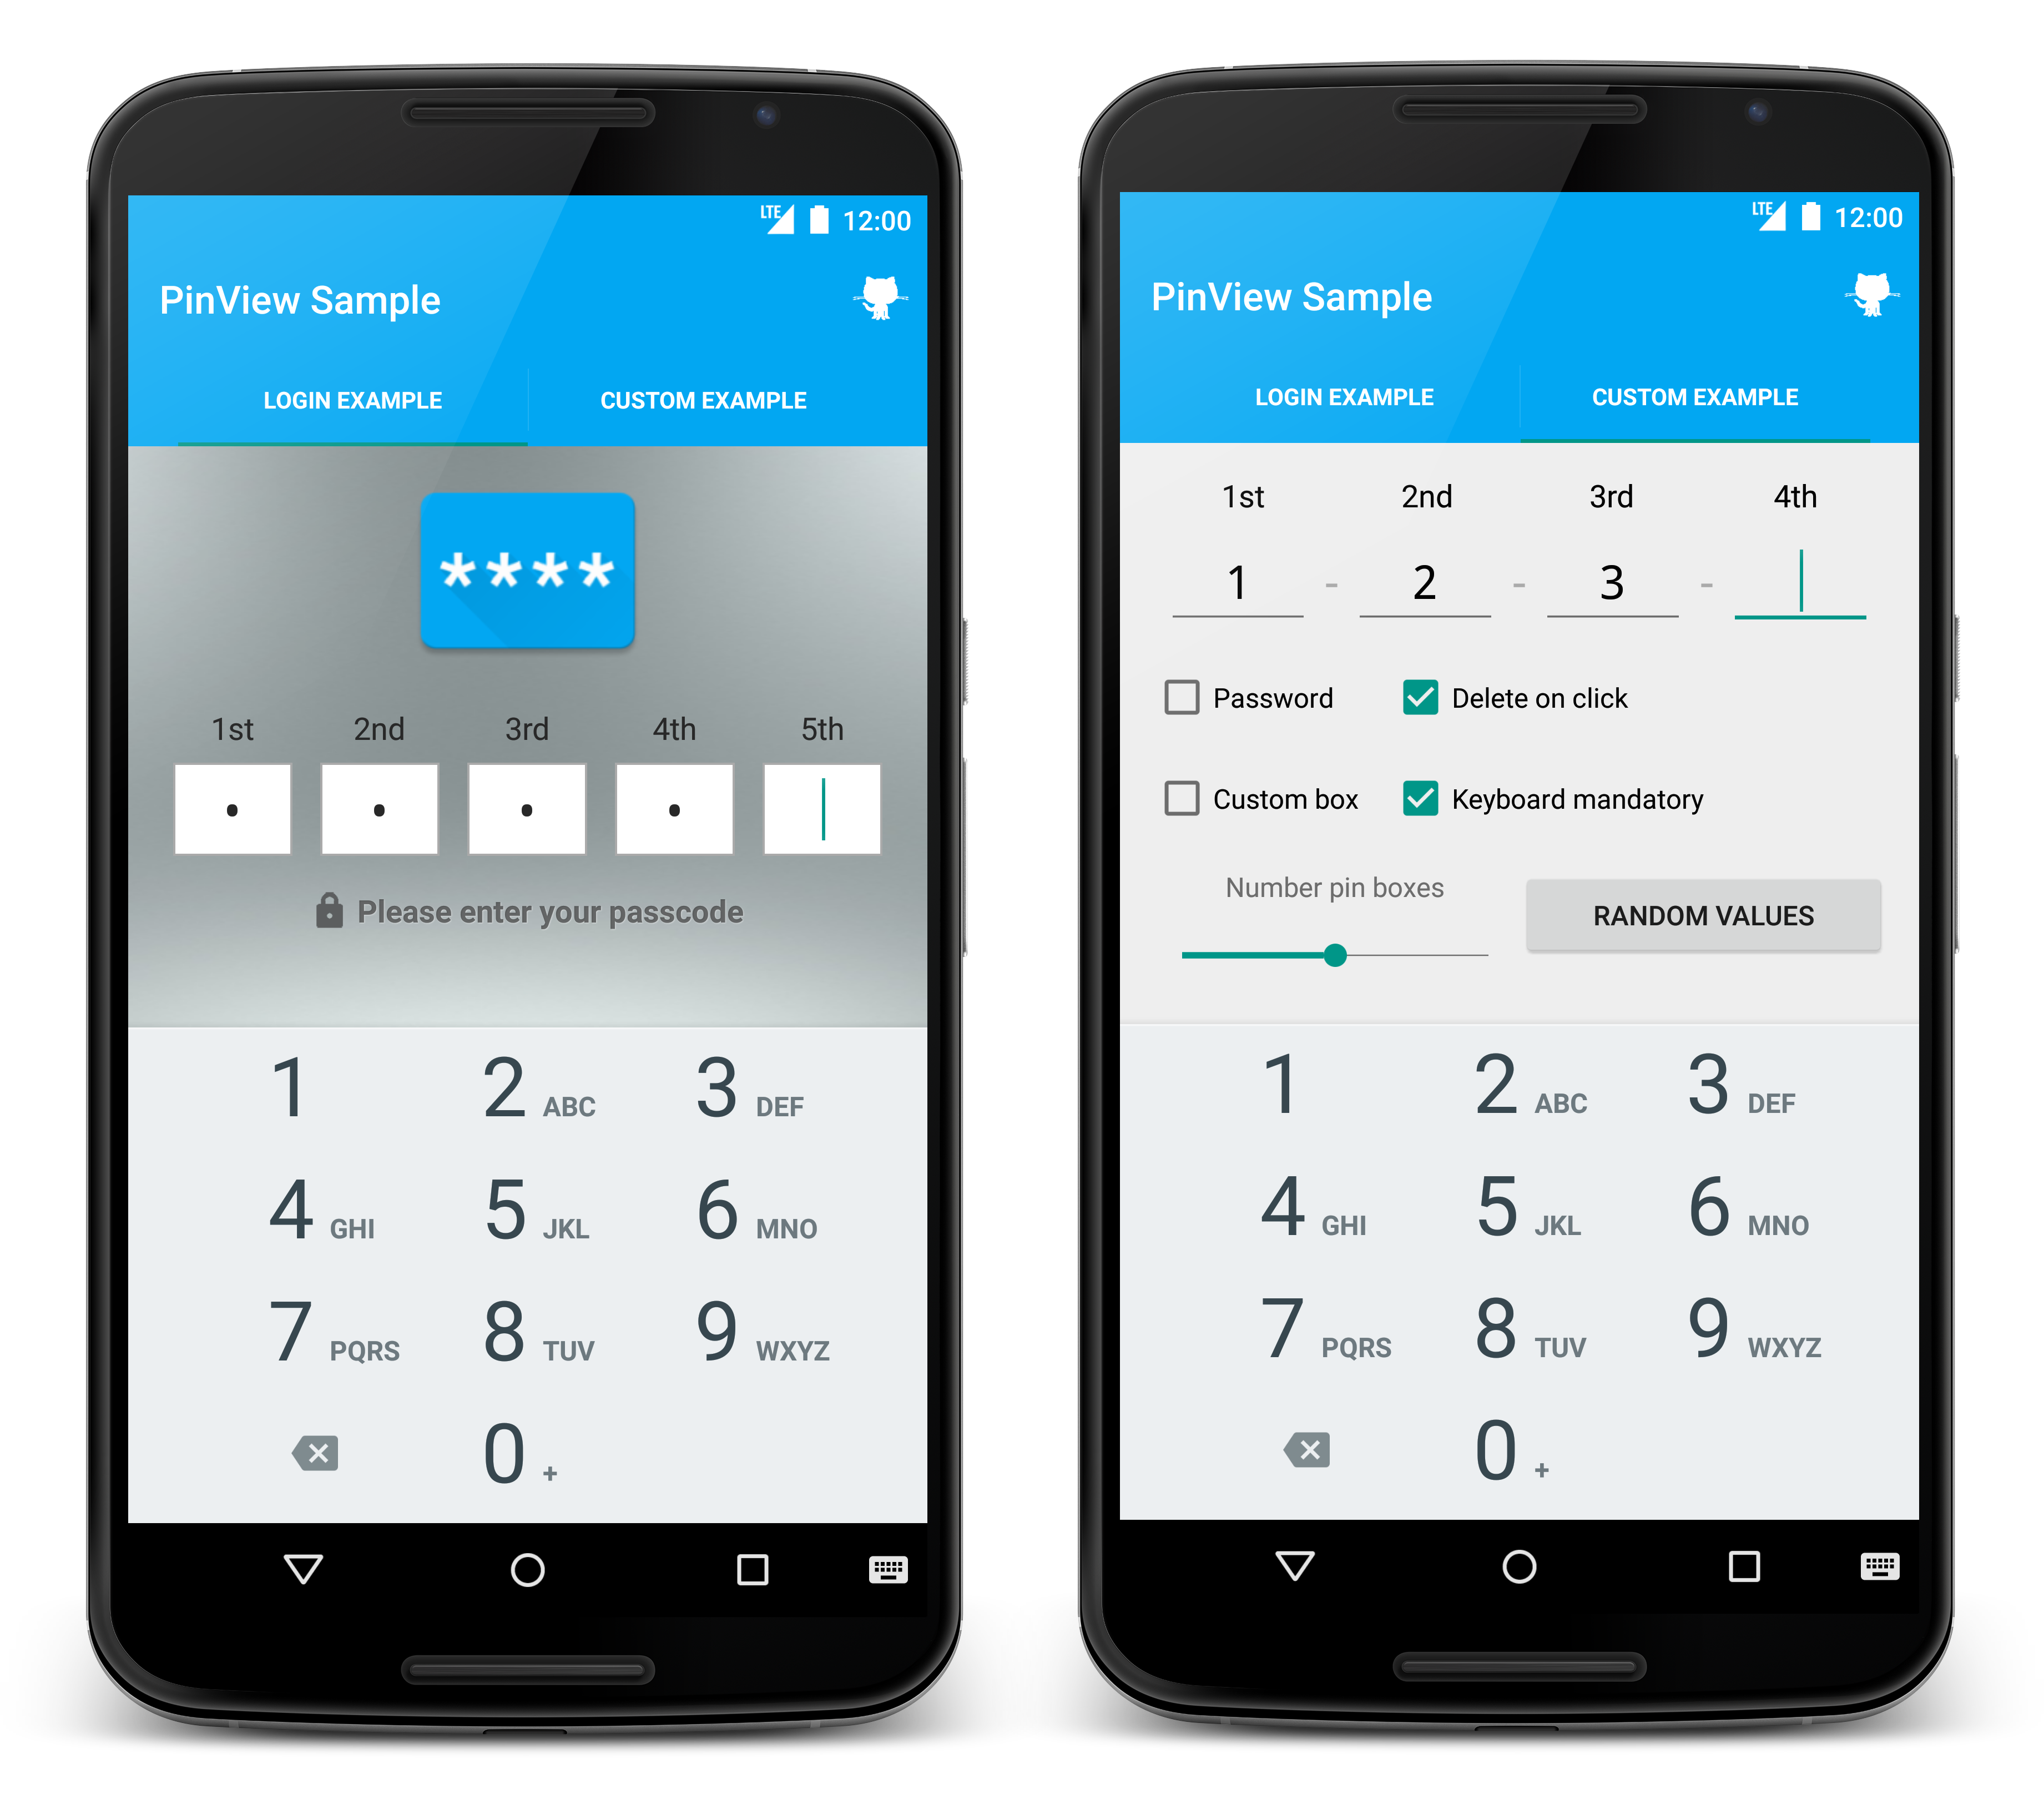 LTE 12:00
PinView Sample
LOGIN EXAMPLE CUSTOM EXAMPLE
****
1st 2nd 3rd 4th 5th
Please enter your passcode
1 2 ABC 3 DEF
4 GHI 5 JKL 6 MNO
7 PQRS 8 TUV 9 WXYZ
0 +
LTE 12:00
PinView Sample
LOGIN EXAMPLE CUSTOM EXAMPLE
1st 2nd 3rd 4th
1 - 2 - 3 -
Password Delete on click
Custom box Keyboard mandatory
Number pin boxes
RANDOM VALUES
1 2 ABC 3 DEF
4 GHI 5 JKL 6 MNO
7 PQRS 8 TUV 9 WXYZ
0 +